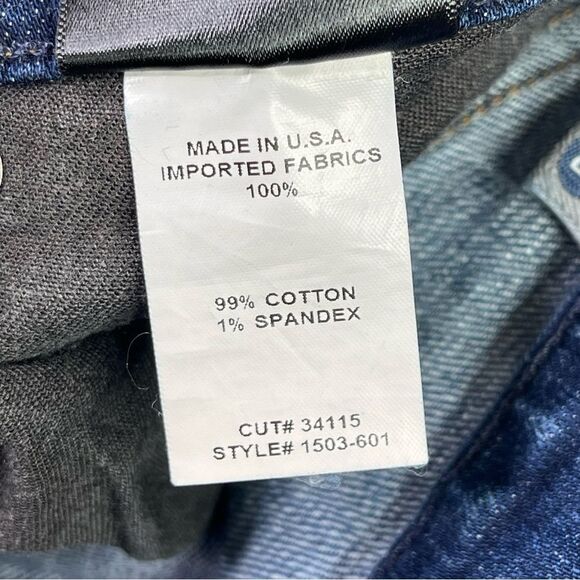 MADE IN U.S.A.
IMPORTED FABRICS
100%
99% COTTON
1% SPANDEX
CUT# 34115
STYLE# 1503-601